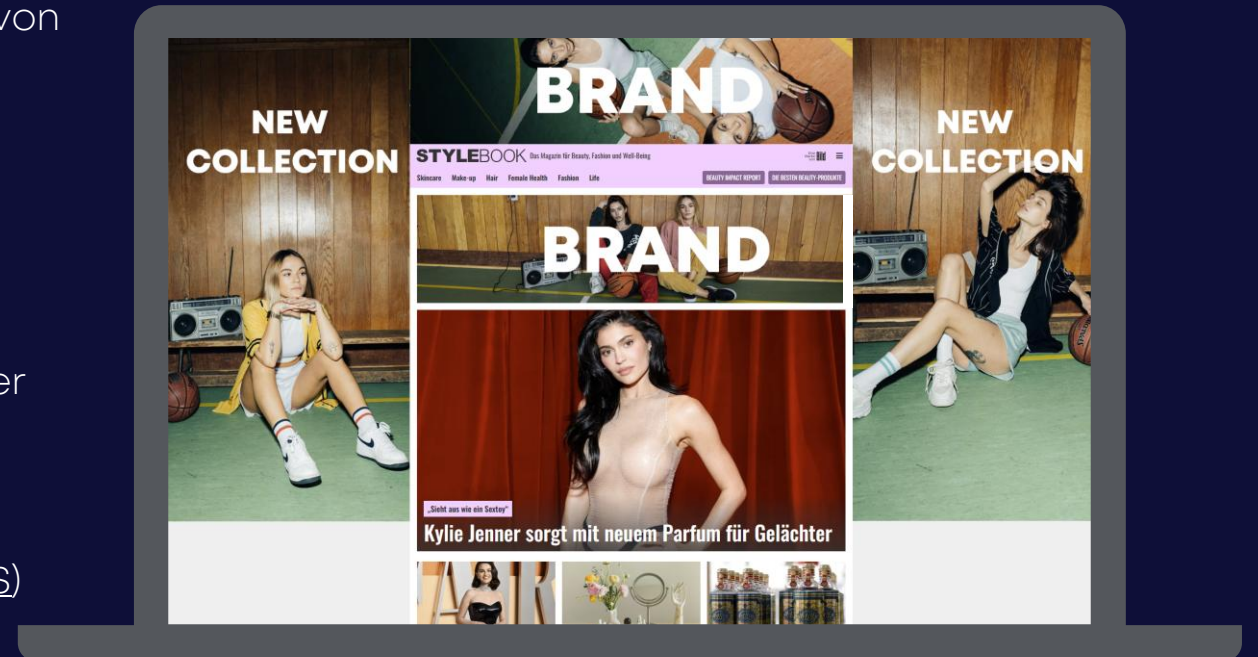 von
er
S)
NEW
COLLECTION
BRAND
NEW
COLLECTION
STYLEBOOK Das Magazin für Beauty, Fashion und Well-Being
Bild
Skincare Make-up Hair Female Health Fashion Life
BEAUTY IMPACT REPORT DIE BESTEN BEAUTY-PRODUKTE
BRAND
„Sieht aus wie ein Sextoy“
Kylie Jenner sorgt mit neuem Parfum für Gelächter